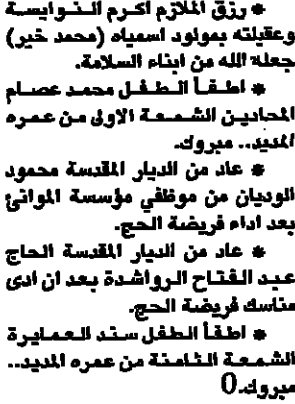 * رزق الملازم اكرم النوايسة
وعقيلته بمولود اسمياه (محمد خير)
جعله الله من ابناء السلامة.
* اطفأ الطفل محمد عصام
المحادين الشمعة الاولى من عمره
المديد.. مبروك.
* عاد من الديار المقدسة محمود
الوديان من موظفي مؤسسة الموانئ
بعد اداء فريضة الحج.
* عاد من الديار المقدسة الحاج
عبد الفتاح الرواشدة بعد ان ادى
مناسك فريضة الحج.
* اطفأ الطفل سند العمايرة
الشمعة الثامنة من عمره المديد..
مبروك.0